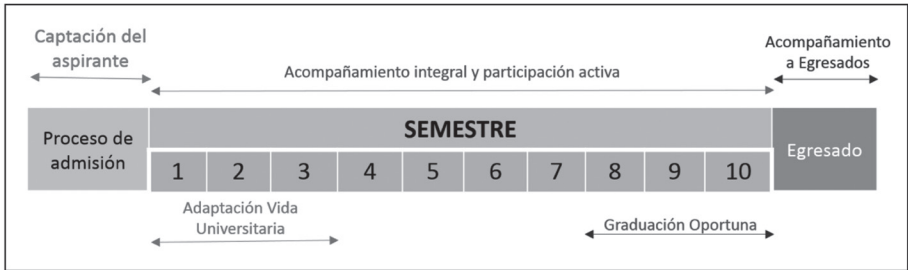 Captación del
aspirante
Acompañamiento integral y participación activa
Acompañamiento
a Egresados
Proceso de
admisión
SEMESTRE
1 2 3 4 5 6 7 8 9 10
Egresado
Adaptación Vida
Universitaria
Graduación Oportuna